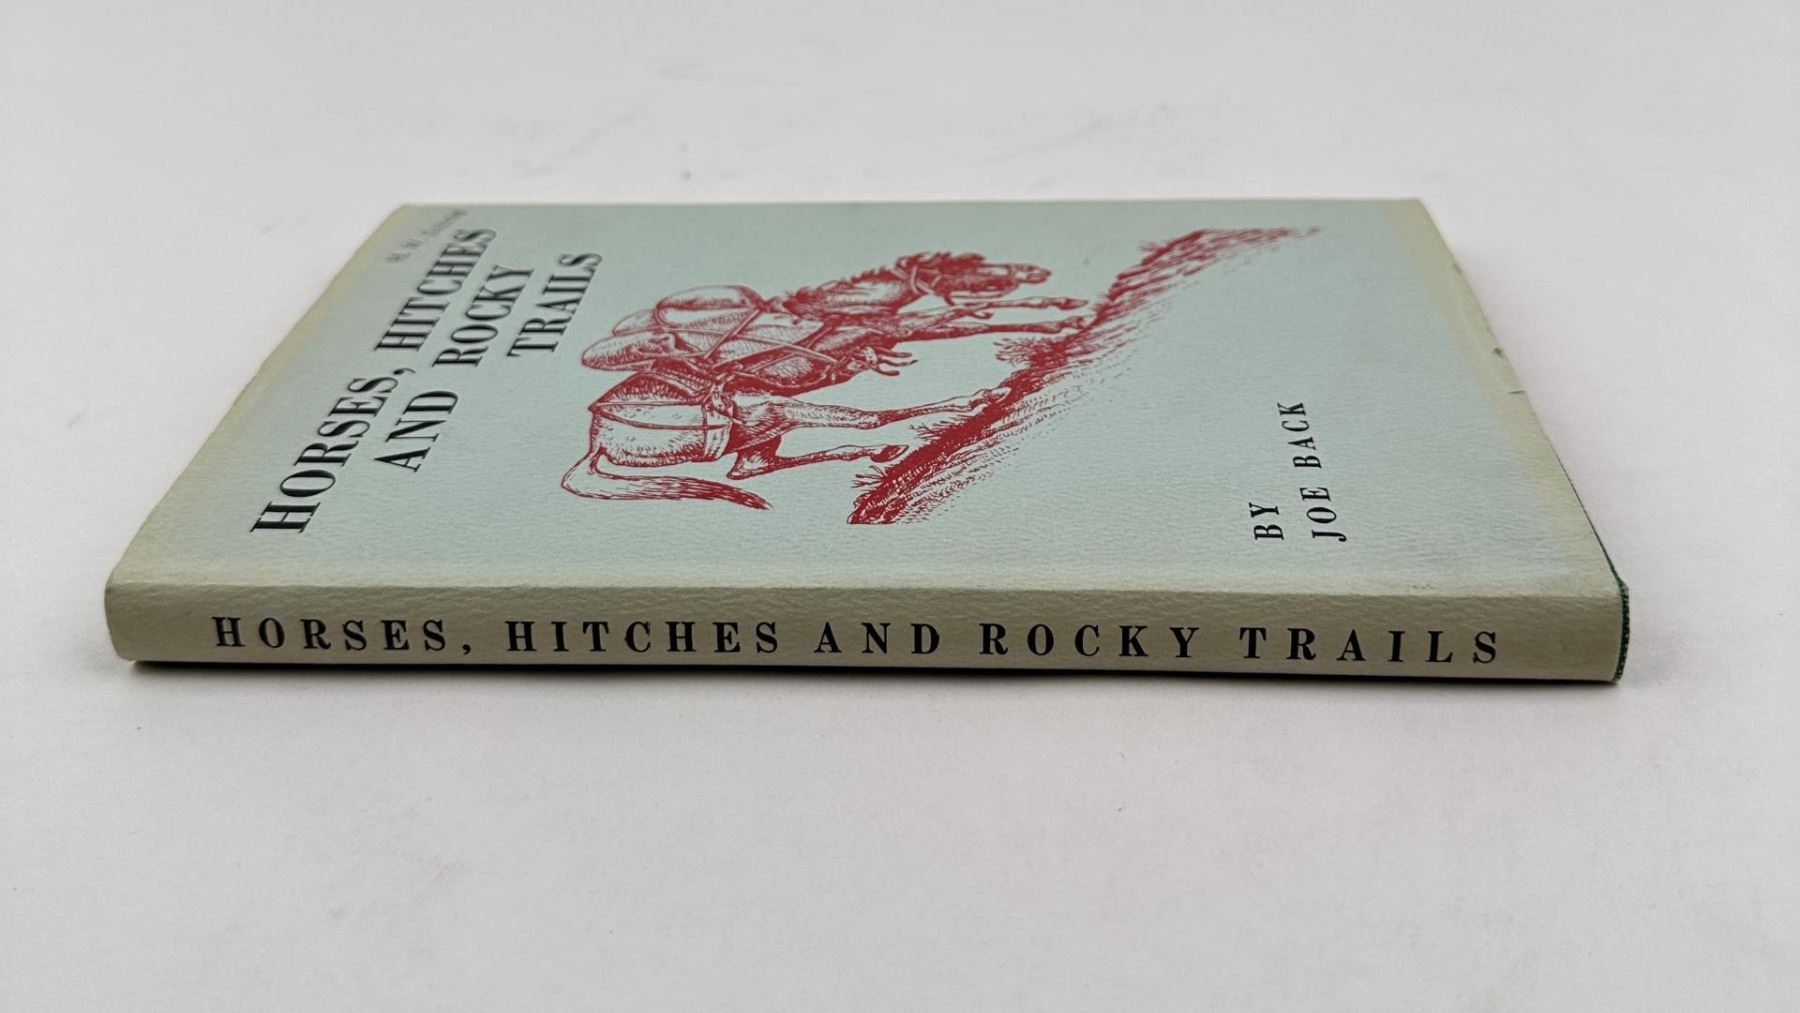 HORSES, HITCHES
AND ROCKY
TRAILS
BY
JOE BACK
HORSES, HITCHES AND ROCKY TRAILS